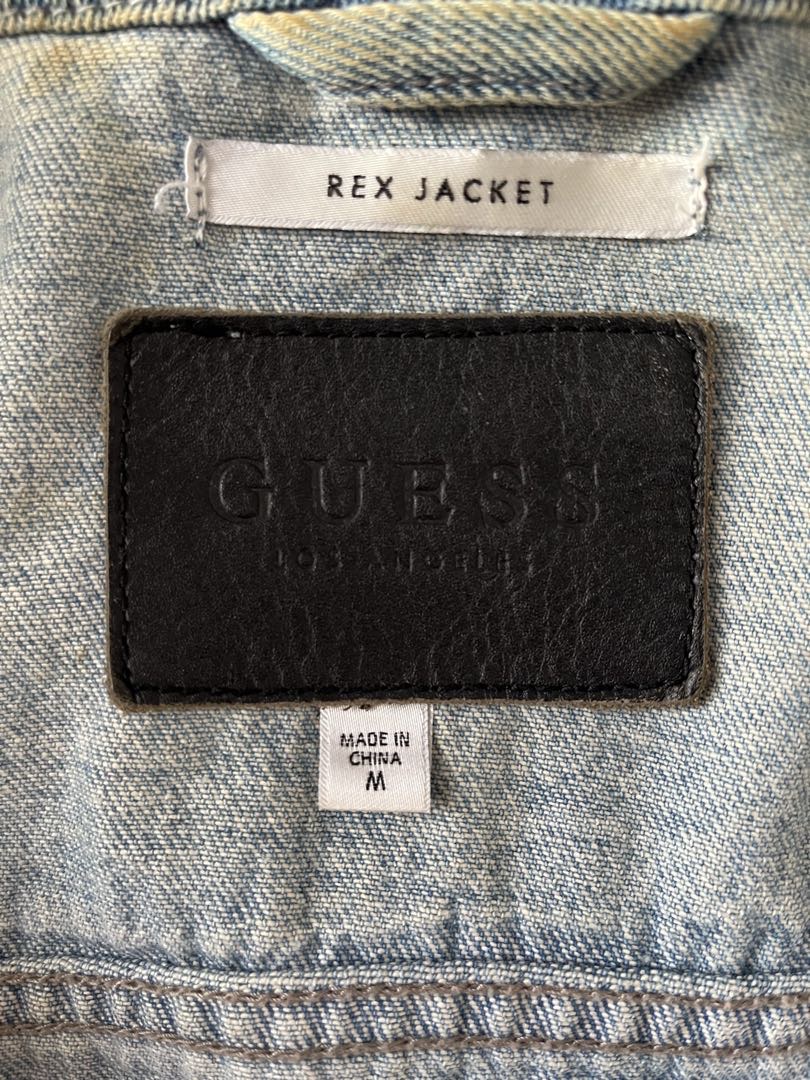 REX JACKET
GUESS
LOS ANGELES
MADE IN
CHINA
M